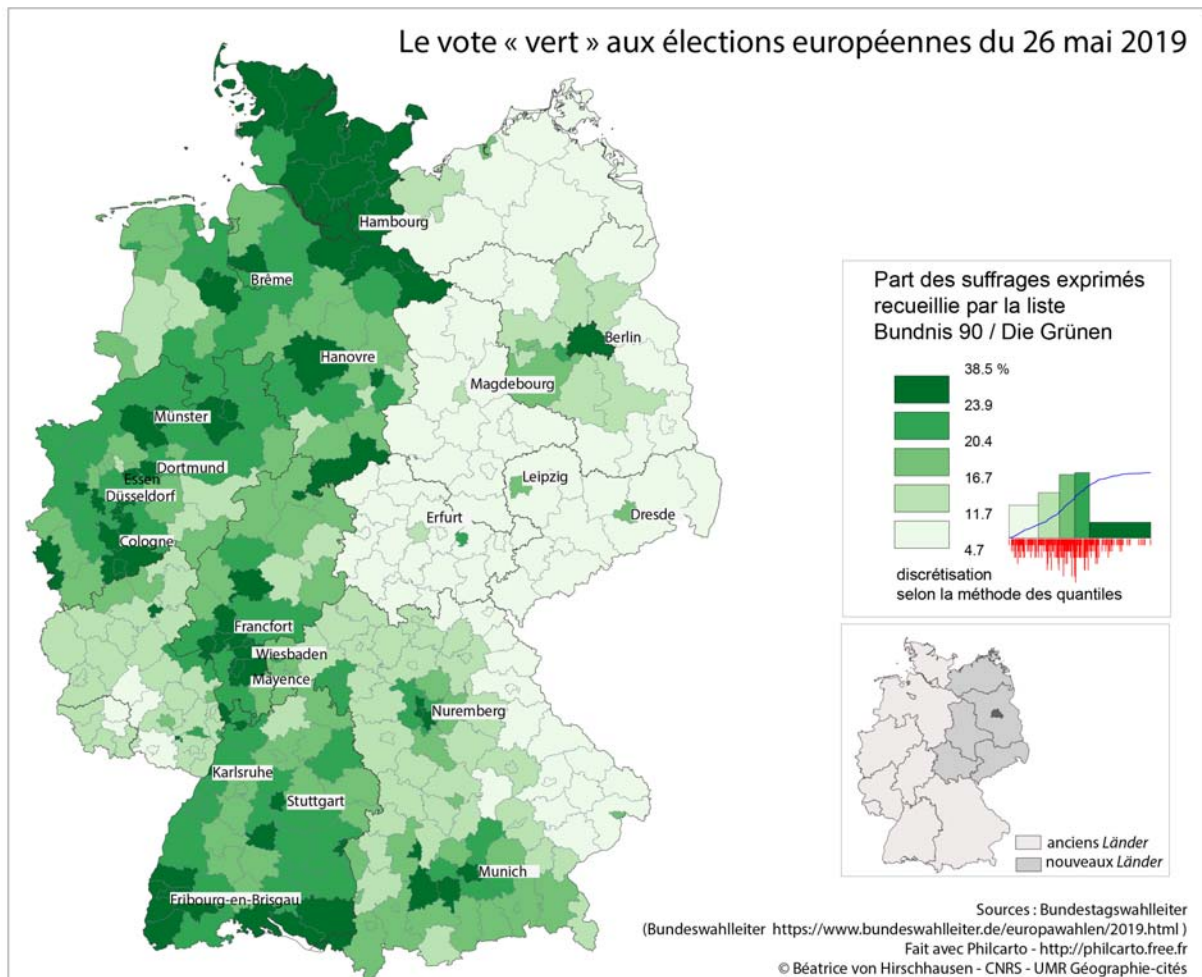 Le vote « vert » aux élections européennes du 26 mai 2019
Hambourg
Brême
Berlin
Hanovre
Magdebourg
Münster
Dortmund
Essen
Düsseldorf
Leipzig
Dresde
Erfurt
Cologne
Francfort
Wiesbaden
Mayence
Nuremberg
Karlsruhe
Stuttgart
Munich
Fribourg-en-Brisgau
Part des suffrages exprimés
recueillie par la liste
Bundnis 90 / Die Grünen
38.5 %
23.9
20.4
16.7
11.7
4.7
discrétisation
selon la méthode des quantiles
anciens Länder
nouveaux Länder
Sources : Bundestagswahlleiter
(Bundeswahlleiter https://www.bundeswahlleiter.de/europawahlen/2019.html )
Fait avec Philcarto - http://philcarto.free.fr
© Béatrice von Hirschhausen - CNRS - UMR Géographie-cités